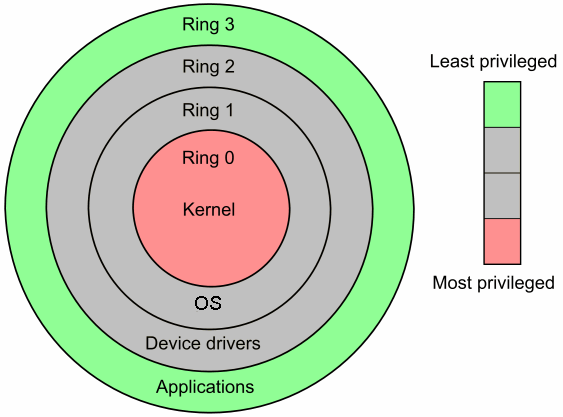 Ring 3
Ring 2
Ring 1
Ring 0
Kernel
OS
Device drivers
Applications
Least privileged
Most privileged